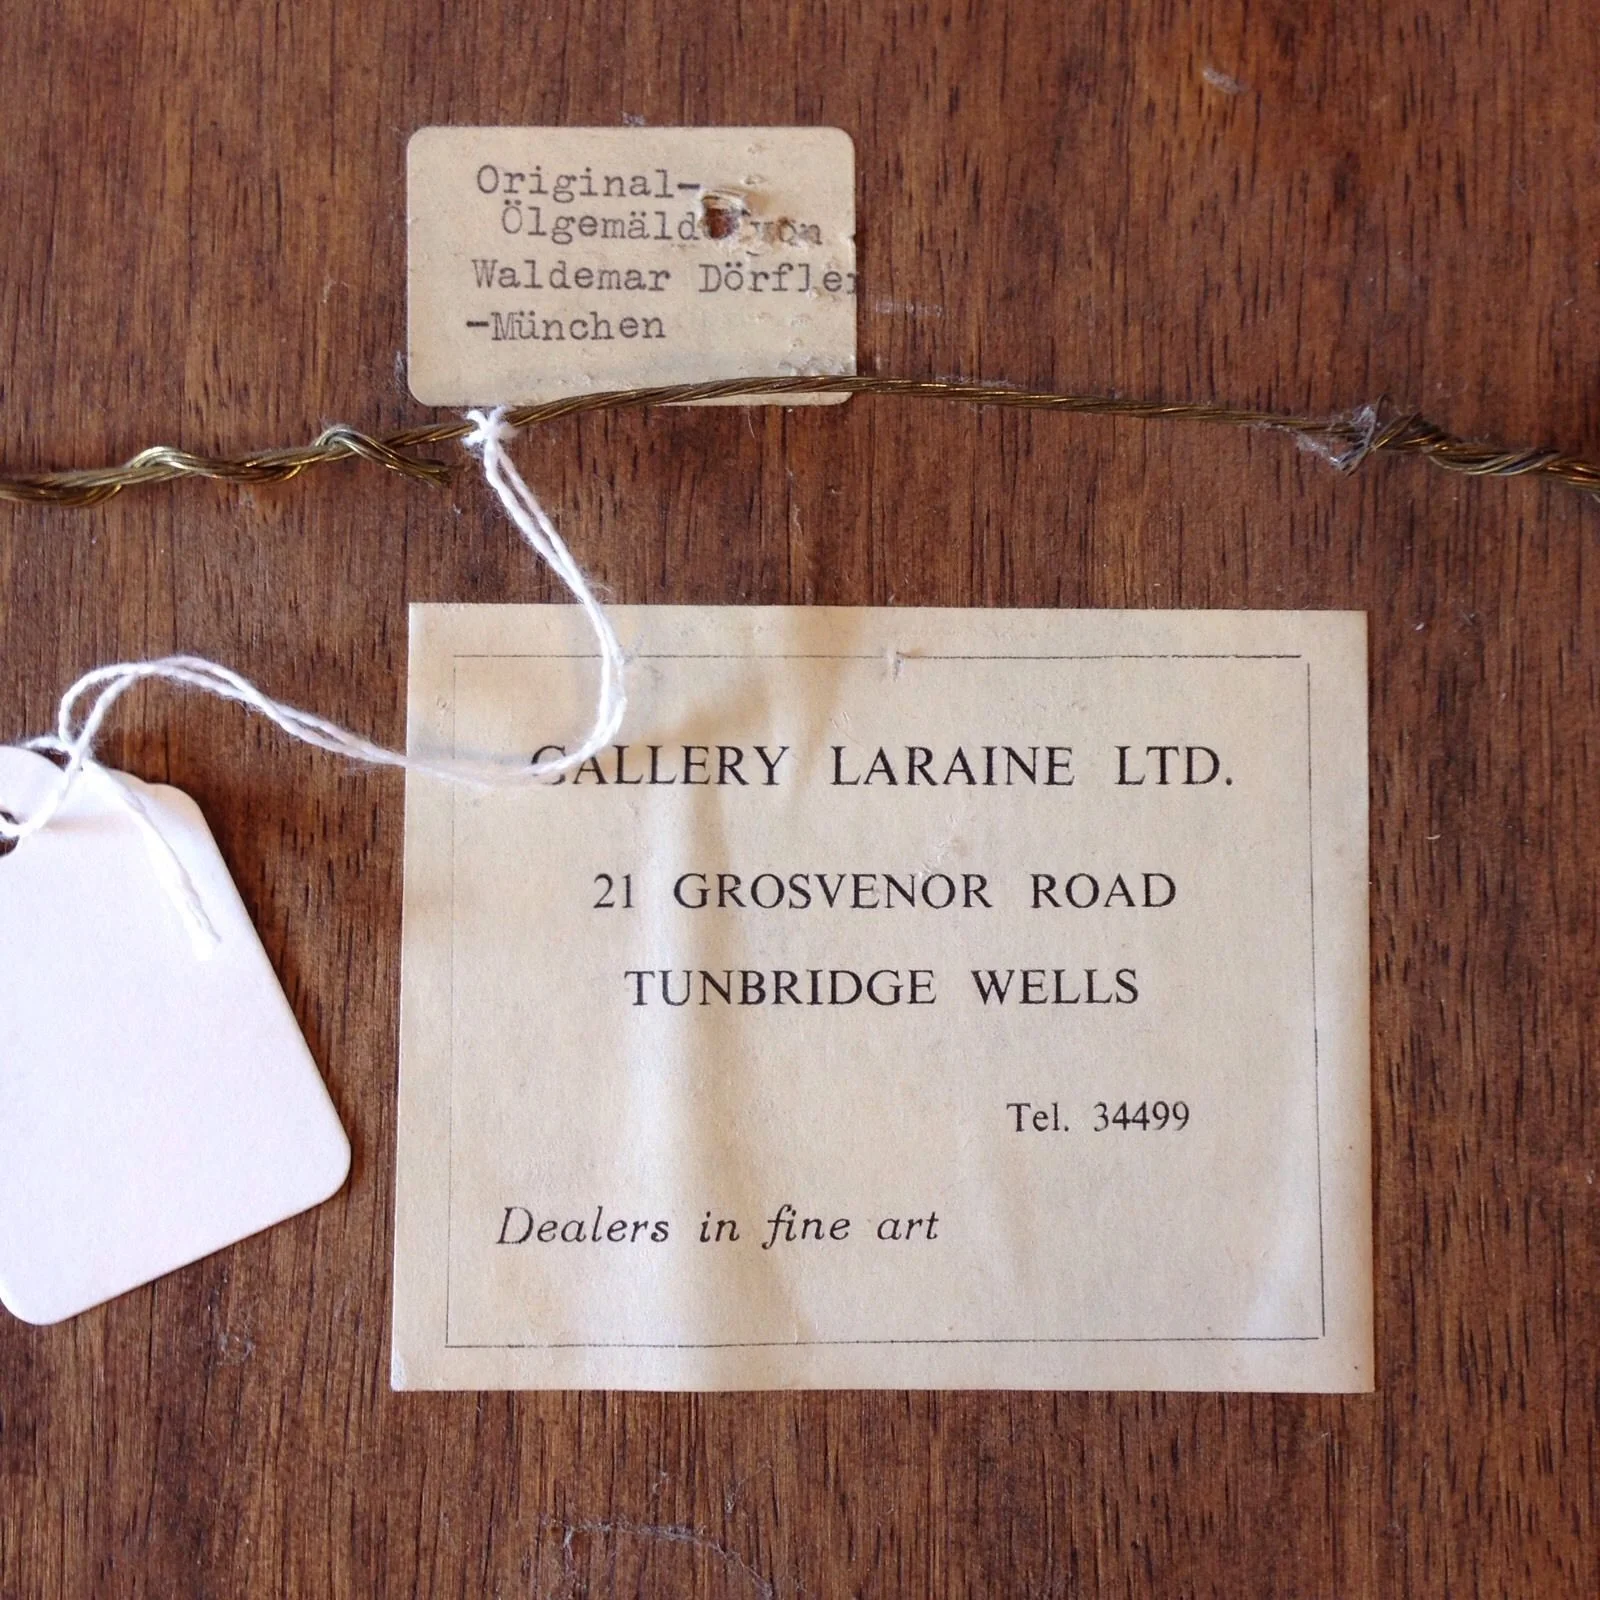 Original-
Ölgemälde von
Waldemar Dörfler
-München
GALLERY LARAINE LTD.
21 GROSVENOR ROAD
TUNBRIDGE WELLS
Tel. 34499
Dealers in fine art